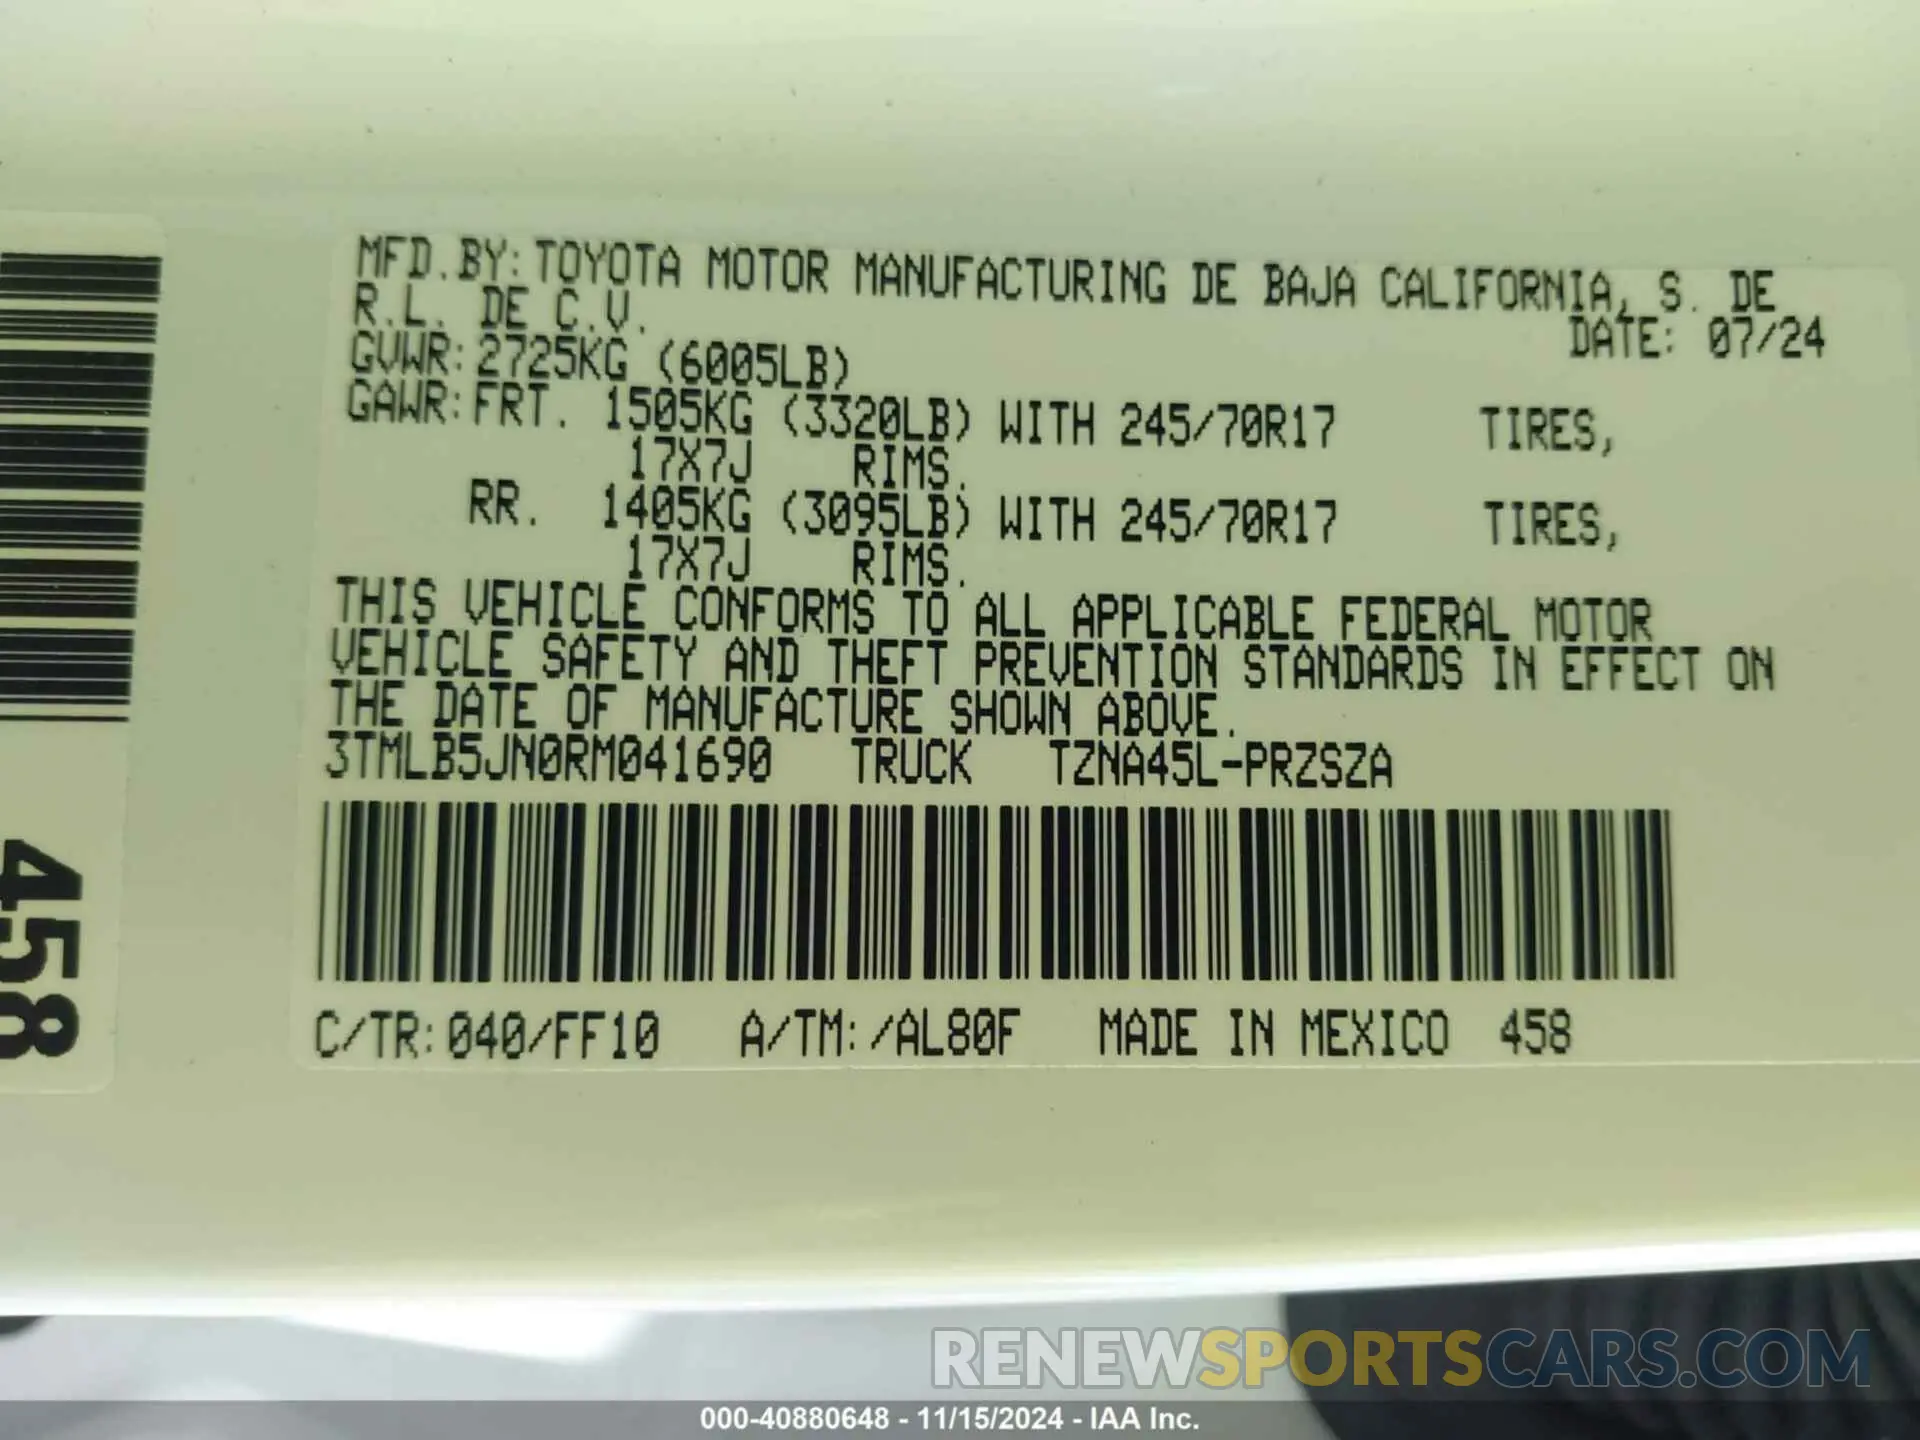 MFD.BY: TOYOTA MOTOR MANUFACTURING DE BAJA CALIFORNIA, S. DE
R.L. DE C.V.
DATE: 07/24
GVWR: 2725KG (6005LB)
GAWR: FRT. 1505KG (3320LB) WITH 245/70R17 TIRES,
17X7J RIMS.
RR. 1405KG (3095LB) WITH 245/70R17 TIRES,
17X7J RIMS.
THIS VEHICLE CONFORMS TO ALL APPLICABLE FEDERAL MOTOR
VEHICLE SAFETY AND THEFT PREVENTION STANDARDS IN EFFECT ON
THE DATE OF MANUFACTURE SHOWN ABOVE.
3TMLB5JN0RM041690 TRUCK TZNA45L-PRZSZA
C/TR: 040/FF10 A/TM: /AL80F MADE IN MEXICO 458
458
RENEWSPORTSCARS.COM
000-40880648 - 11/15/2024 - IAA Inc.